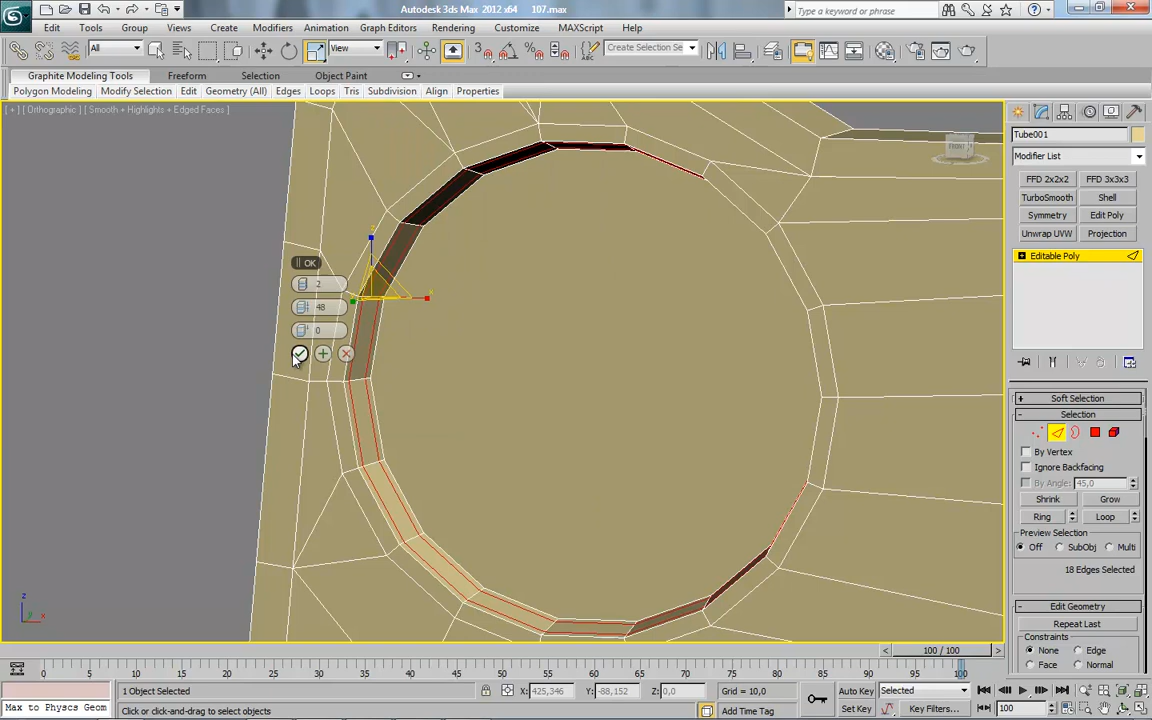 Autodesk 3ds Max 2012 x64 107.max
Type a keyword or phrase
Edit Tools Group Views Create Modifiers Animation Graph Editors Rendering Customize MAXScript Help
All View Create Selection Se
Graphite Modeling Tools Freeform Selection Object Paint
Polygon Modeling Modify Selection Edit Geometry (All) Edges Loops Tris Subdivision Align Properties
[ + ] [ Orthographic ] [ Smooth + Highlights + Edged Faces ]
FRONT
Tube001
Modifier List
FFD 2x2x2 FFD 3x3x3
TurboSmooth Shell
Symmetry Edit Poly
Unwrap UVW Projection
Editable Poly
OK
2
48
0
Soft Selection
Selection
By Vertex
Ignore Backfacing
By Angle: 45,0
Shrink Grow
Ring Loop
Preview Selection
Off SubObj Multi
18 Edges Selected
Edit Geometry
Repeat Last
Constraints
None Edge
Face Normal
z
y x
100 / 100
0 5 10 15 20 25 30 35 40 45 50 55 60 65 70 75 80 85 90 95 100
1 Object Selected X: 425,346 Y: -88,152 Z: 0,0 Grid = 10,0 Auto Key Selected
Max to Physcs Geom Click or click-and-drag to select objects Add Time Tag Set Key Key Filters... 100